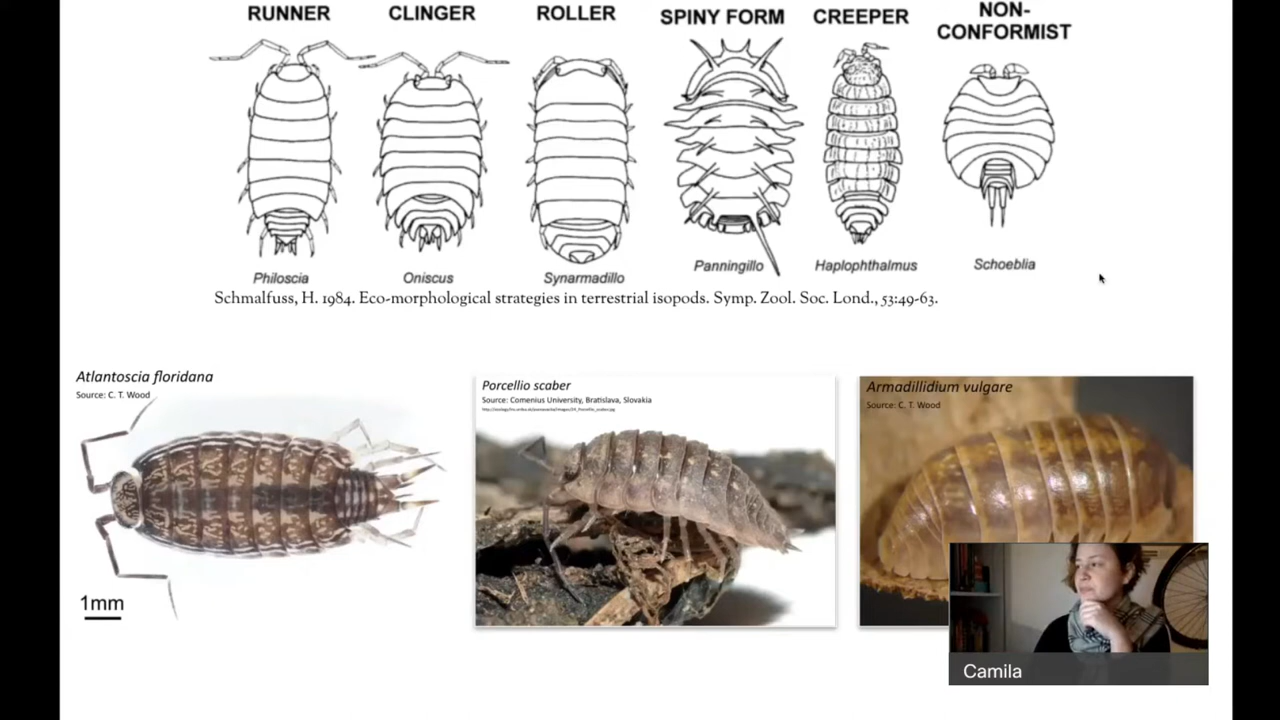 RUNNER
CLINGER
ROLLER
SPINY FORM
CREEPER
NON-
CONFORMIST
Philoscia
Oniscus
Synarmadillo
Panningillo
Haplophthalmus
Schoeblia
Schmalfuss, H. 1984. Eco-morphological strategies in terrestrial isopods. Symp. Zool. Soc. Lond., 53:49-63.
Atlantoscia floridana
Source: C. T. Wood
1mm
Porcellio scaber
Source: Comenius University, Bratislava, Slovakia
Armadillidium vulgare
Source: C. T. Wood
Camila